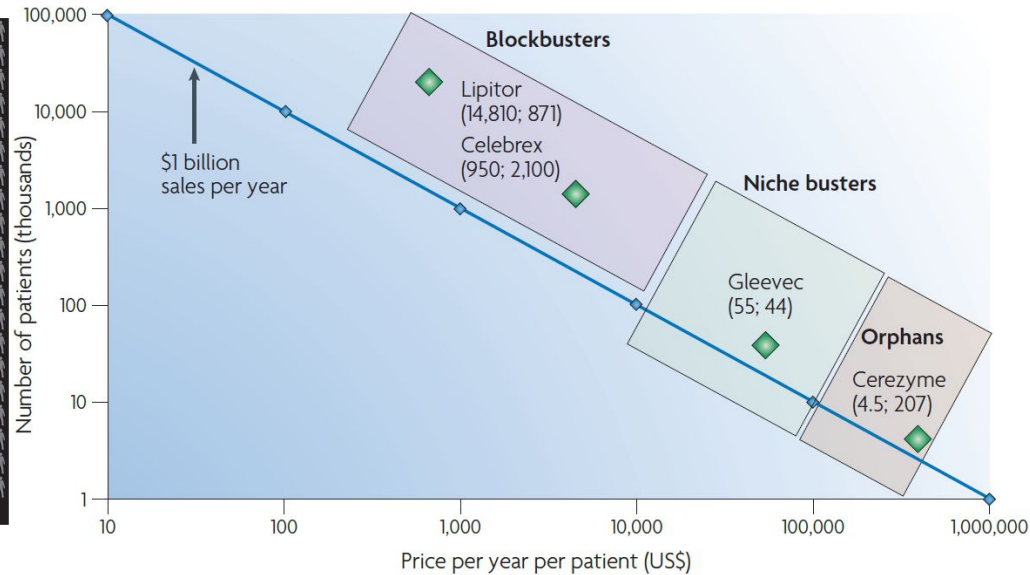 100,000
10,000
1,000
100
10
1
Number of patients (thousands)
$1 billion
sales per year
Blockbusters
Lipitor
(14,810; 871)
Celebrex
(950; 2,100)
Niche busters
Gleevec
(55; 44)
Orphans
Cerezyme
(4.5; 207)
10
100
1,000
10,000
100,000
1,000,000
Price per year per patient (US$)